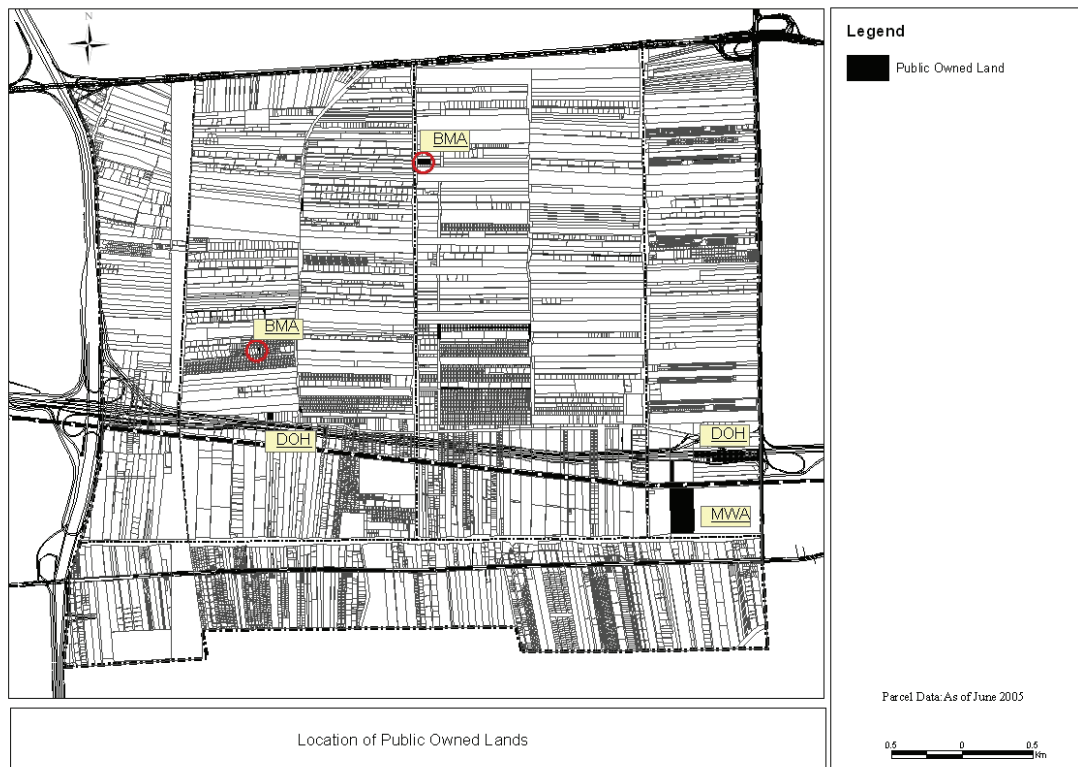 N
BMA
BMA
DOH
DOH
MWA
Location of Public Owned Lands
Legend
Public Owned Land
Parcel Data:As of June 2005
0.5 0 0.5
Km